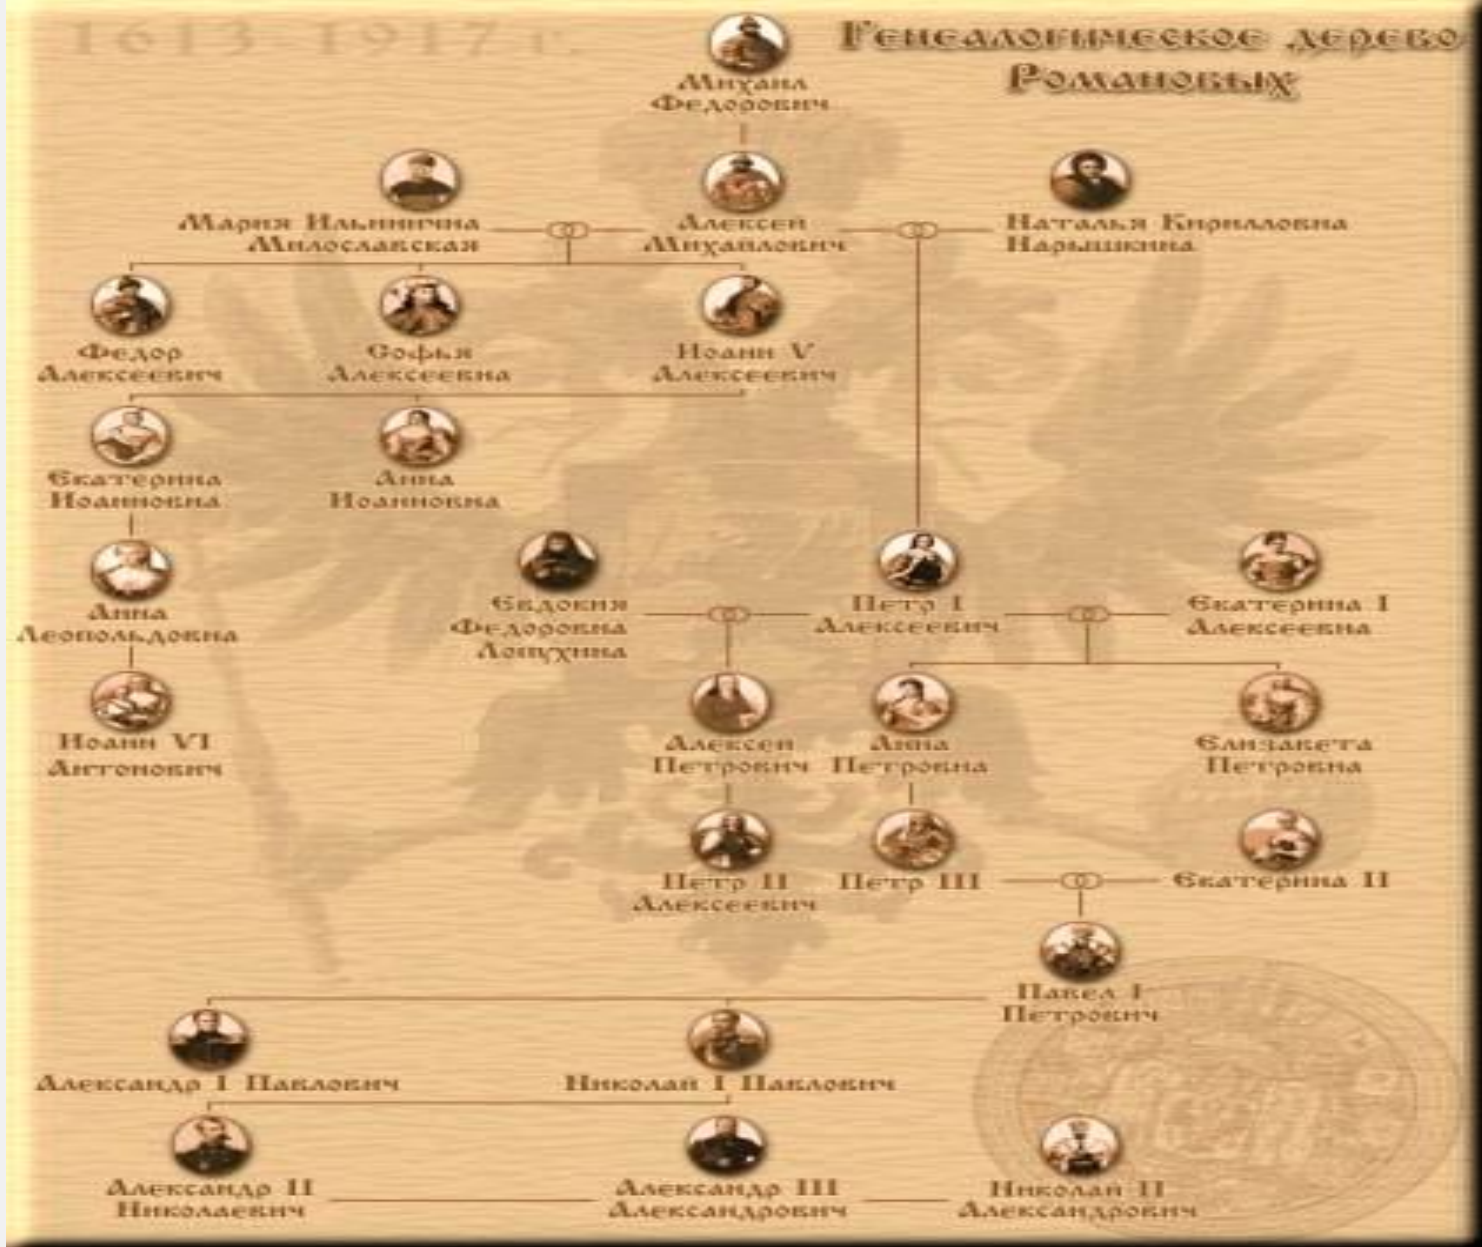 1613-1917 г.
Генеалогическое дерево
Романовых
Михаил
Федорович
Мария Ильинична
Милославская
Алексей
Михайлович
Наталья Кирилловна
Нарышкина
Федор
Алексеевич
Софья
Алексеевна
Иоанн V
Алексеевич
Екатерина
Иоанновна
Анна
Иоанновна
Анна
Леопольдовна
Евдокия
Федоровна
Лопухина
Петр I
Алексеевич
Екатерина I
Алексеевна
Иоанн VI
Антонович
Алексей
Петрович
Анна
Петровна
Елизавета
Петровна
Петр II
Алексеевич
Петр III
Екатерина II
Павел I
Петрович
Александр I Павлович
Николай I Павлович
Александр II
Николаевич
Александр III
Александрович
Николай II
Александрович